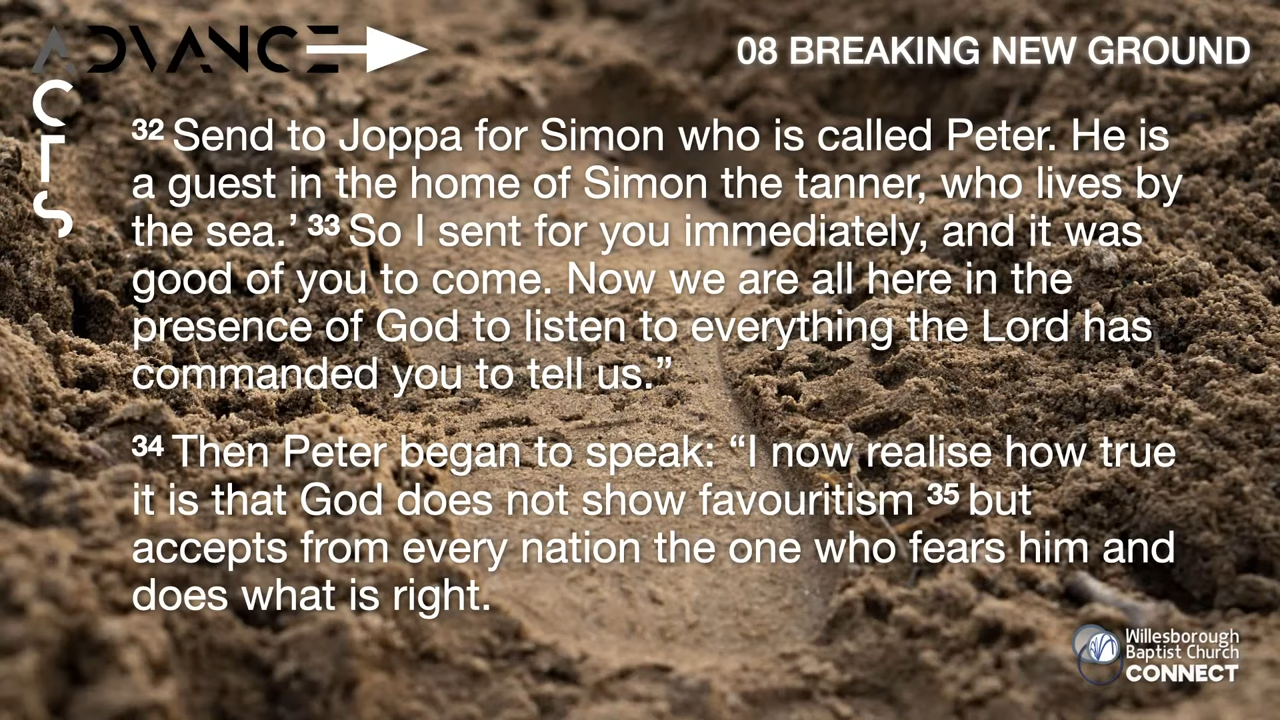 ADVANCE
CTS
08 BREAKING NEW GROUND
32 Send to Joppa for Simon who is called Peter. He is
a guest in the home of Simon the tanner, who lives by
the sea.’ 33 So I sent for you immediately, and it was
good of you to come. Now we are all here in the
presence of God to listen to everything the Lord has
commanded you to tell us.”
34 Then Peter began to speak: “I now realise how true
it is that God does not show favouritism 35 but
accepts from every nation the one who fears him and
does what is right.
Willesborough
Baptist Church
CONNECT